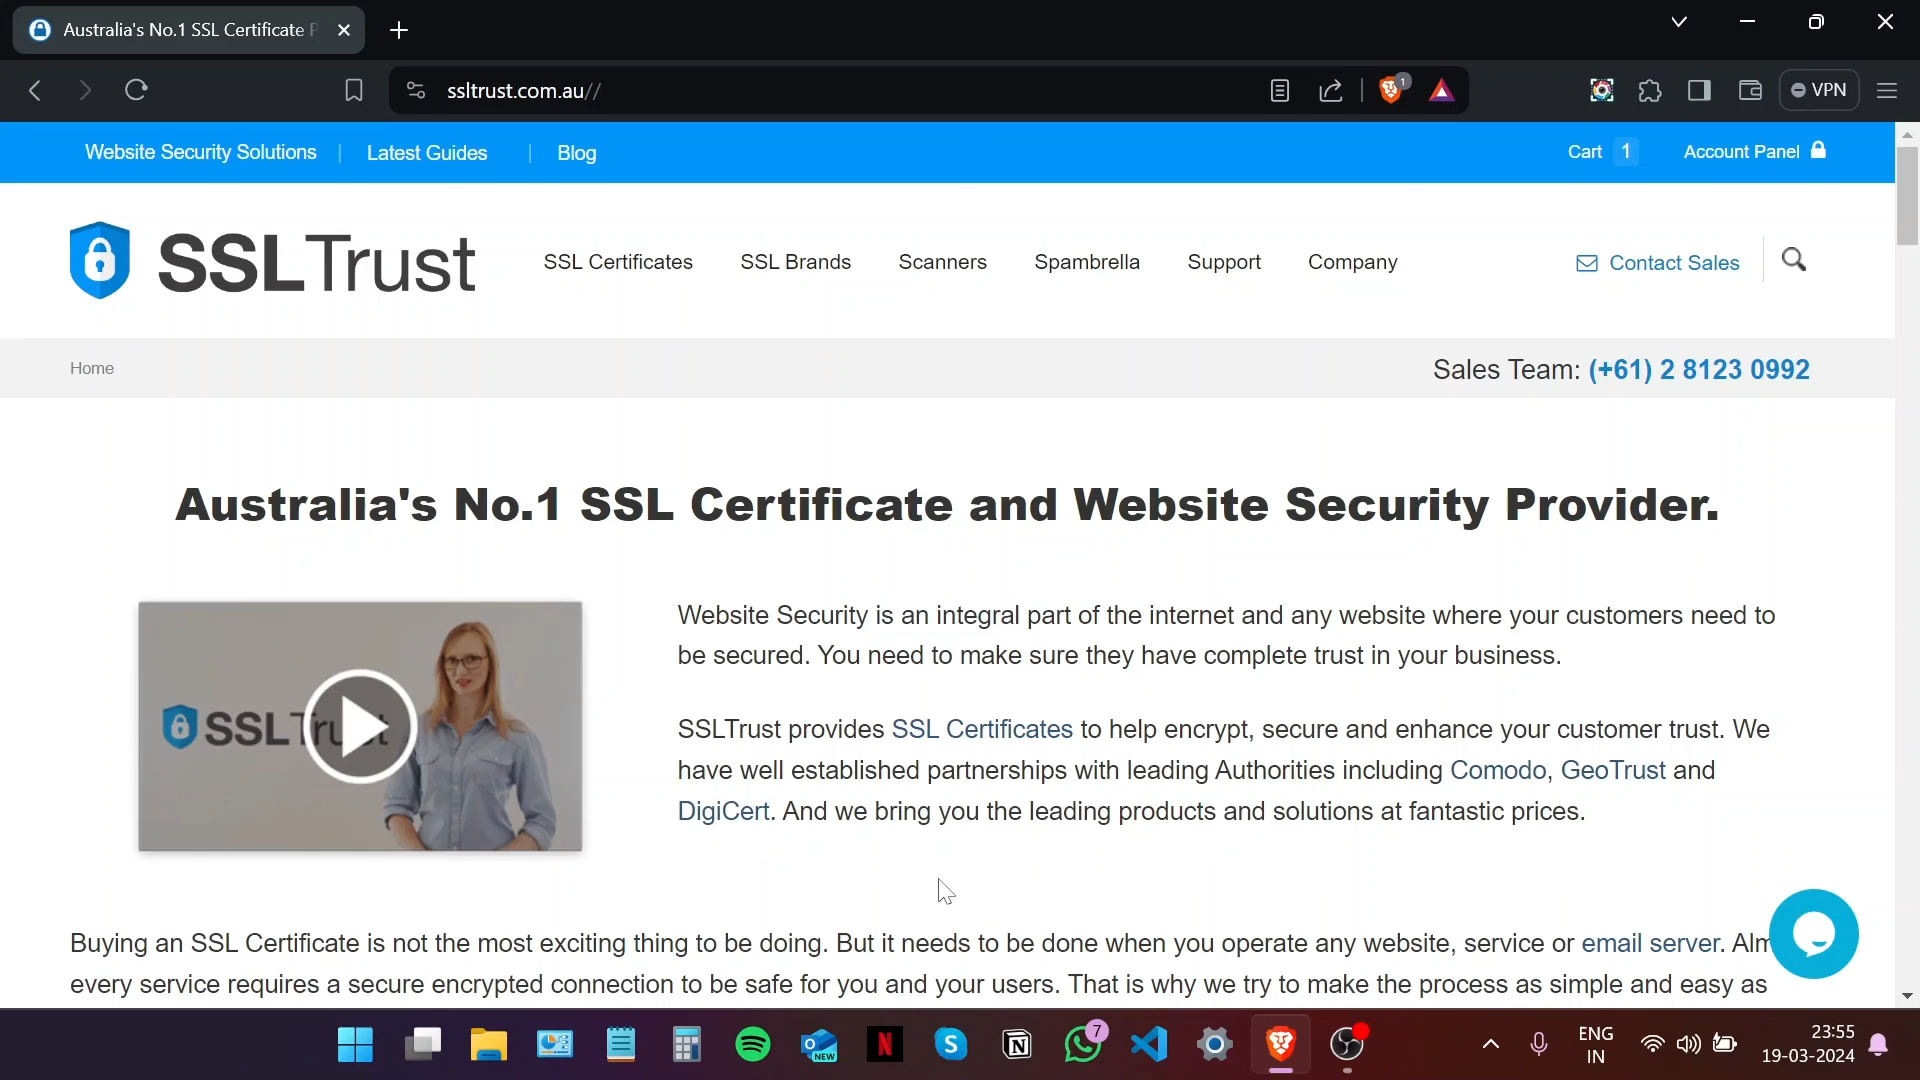 Australia's No.1 SSL Certificate P
ssltrust.com.au//
1
VPN
Website Security Solutions | Latest Guides | Blog
Cart 1 Account Panel
SSLTrust
SSL Certificates SSL Brands Scanners Spambrella Support Company
Contact Sales
Home
Sales Team: (+61) 2 8123 0992
Australia's No.1 SSL Certificate and Website Security Provider.
Website Security is an integral part of the internet and any website where your customers need to
be secured. You need to make sure they have complete trust in your business.
SSLTrust provides SSL Certificates to help encrypt, secure and enhance your customer trust. We
have well established partnerships with leading Authorities including Comodo, GeoTrust and
DigiCert. And we bring you the leading products and solutions at fantastic prices.
SSLTrust
Buying an SSL Certificate is not the most exciting thing to be doing. But it needs to be done when you operate any website, service or email server. Alm
every service requires a secure encrypted connection to be safe for you and your users. That is why we try to make the process as simple and easy as
NEW
7
ENG
IN
23:55
19-03-2024